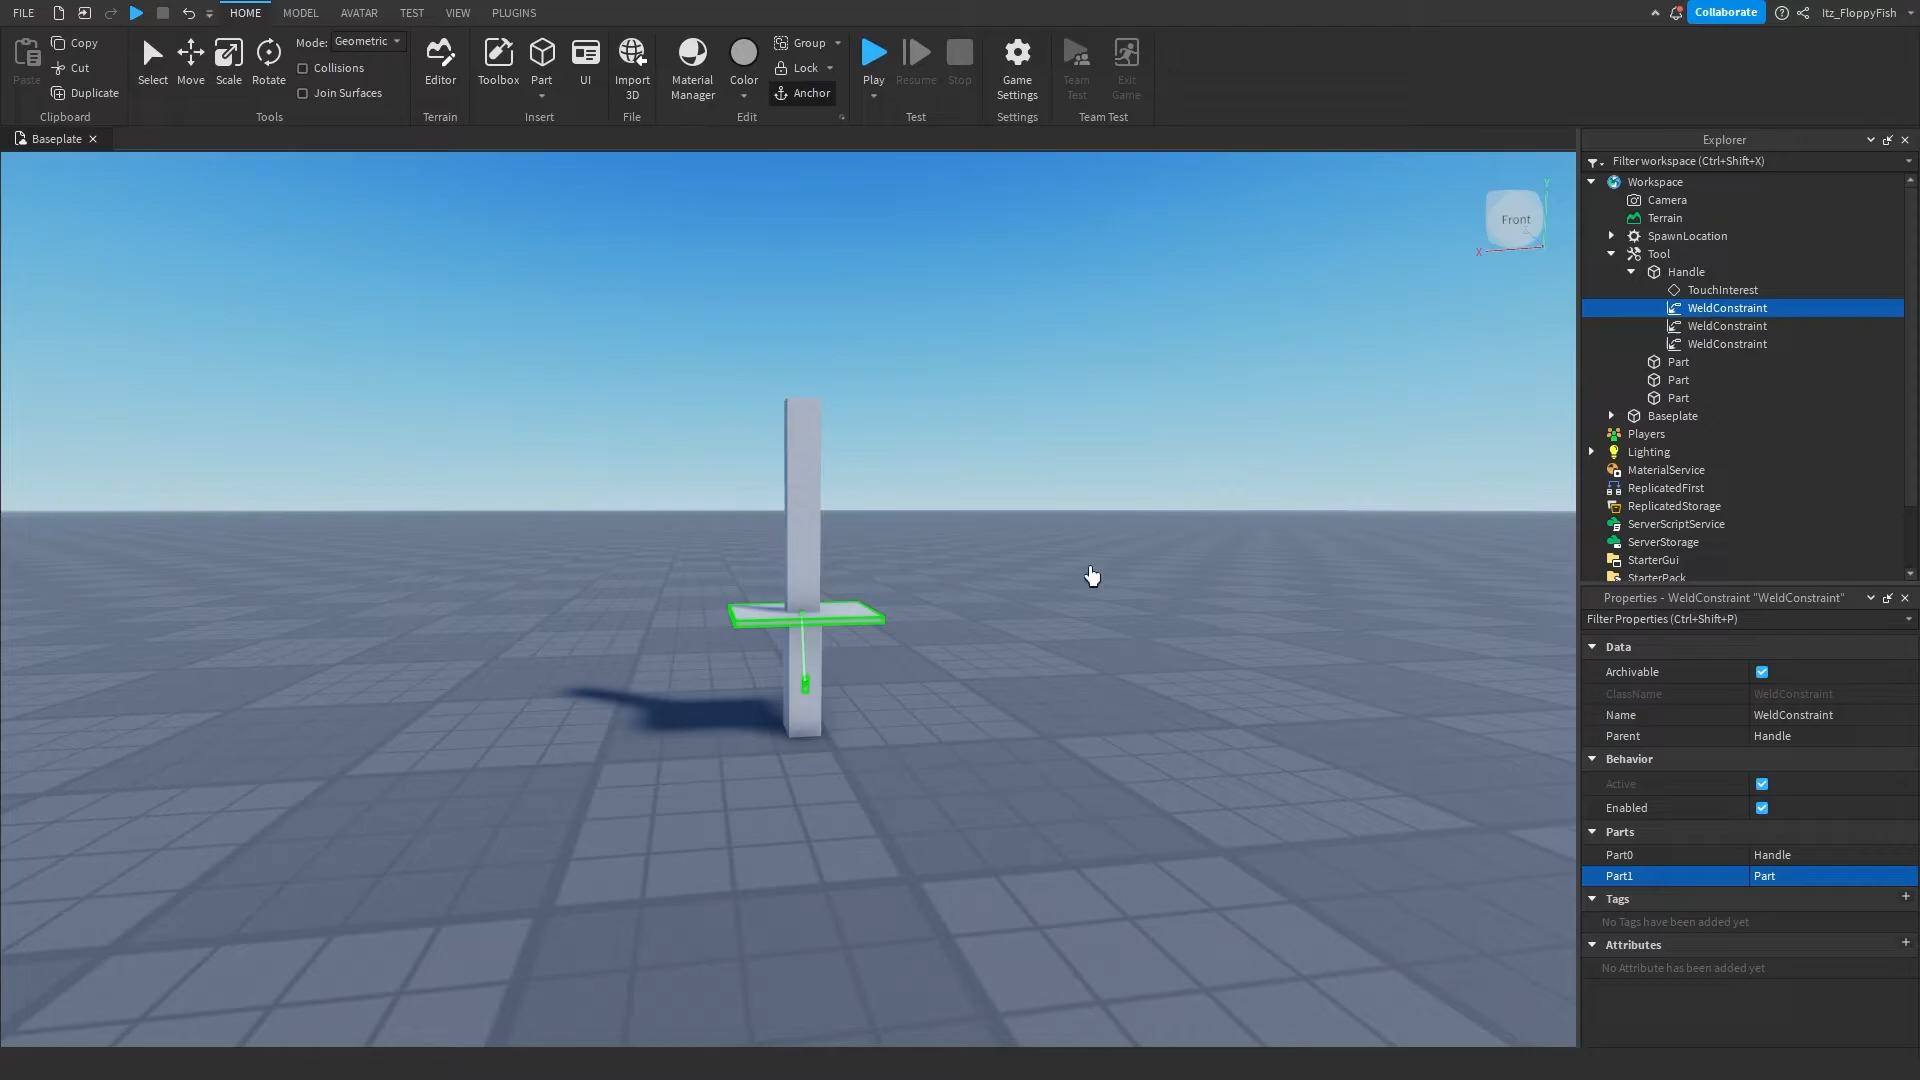 FILE HOME MODEL AVATAR TEST VIEW PLUGINS Collaborate Itz_FloppyFish
Paste Copy Cut Duplicate
Clipboard
Select Move Scale Rotate
Mode: Geometric
Collisions
Join Surfaces
Tools
Editor
Terrain
Toolbox Part UI
Insert
Import 3D
File
Material Manager
Color
Group
Lock
Anchor
Edit
Play Resume Stop
Test
Game Settings
Settings
Team Test
Exit Game
Team Test
Baseplate
Front
Y
X
Z
Explorer
Filter workspace (Ctrl+Shift+X)
Workspace
Camera
Terrain
SpawnLocation
Tool
Handle
TouchInterest
WeldConstraint
WeldConstraint
WeldConstraint
Part
Part
Part
Baseplate
Players
Lighting
MaterialService
ReplicatedFirst
ReplicatedStorage
ServerScriptService
ServerStorage
StarterGui
StarterPack
Properties - WeldConstraint "WeldConstraint"
Filter Properties (Ctrl+Shift+P)
Data
Archivable
ClassName WeldConstraint
Name WeldConstraint
Parent Handle
Behavior
Active
Enabled
Parts
Part0 Handle
Part1 Part
Tags
No Tags have been added yet
Attributes
No Attribute has been added yet